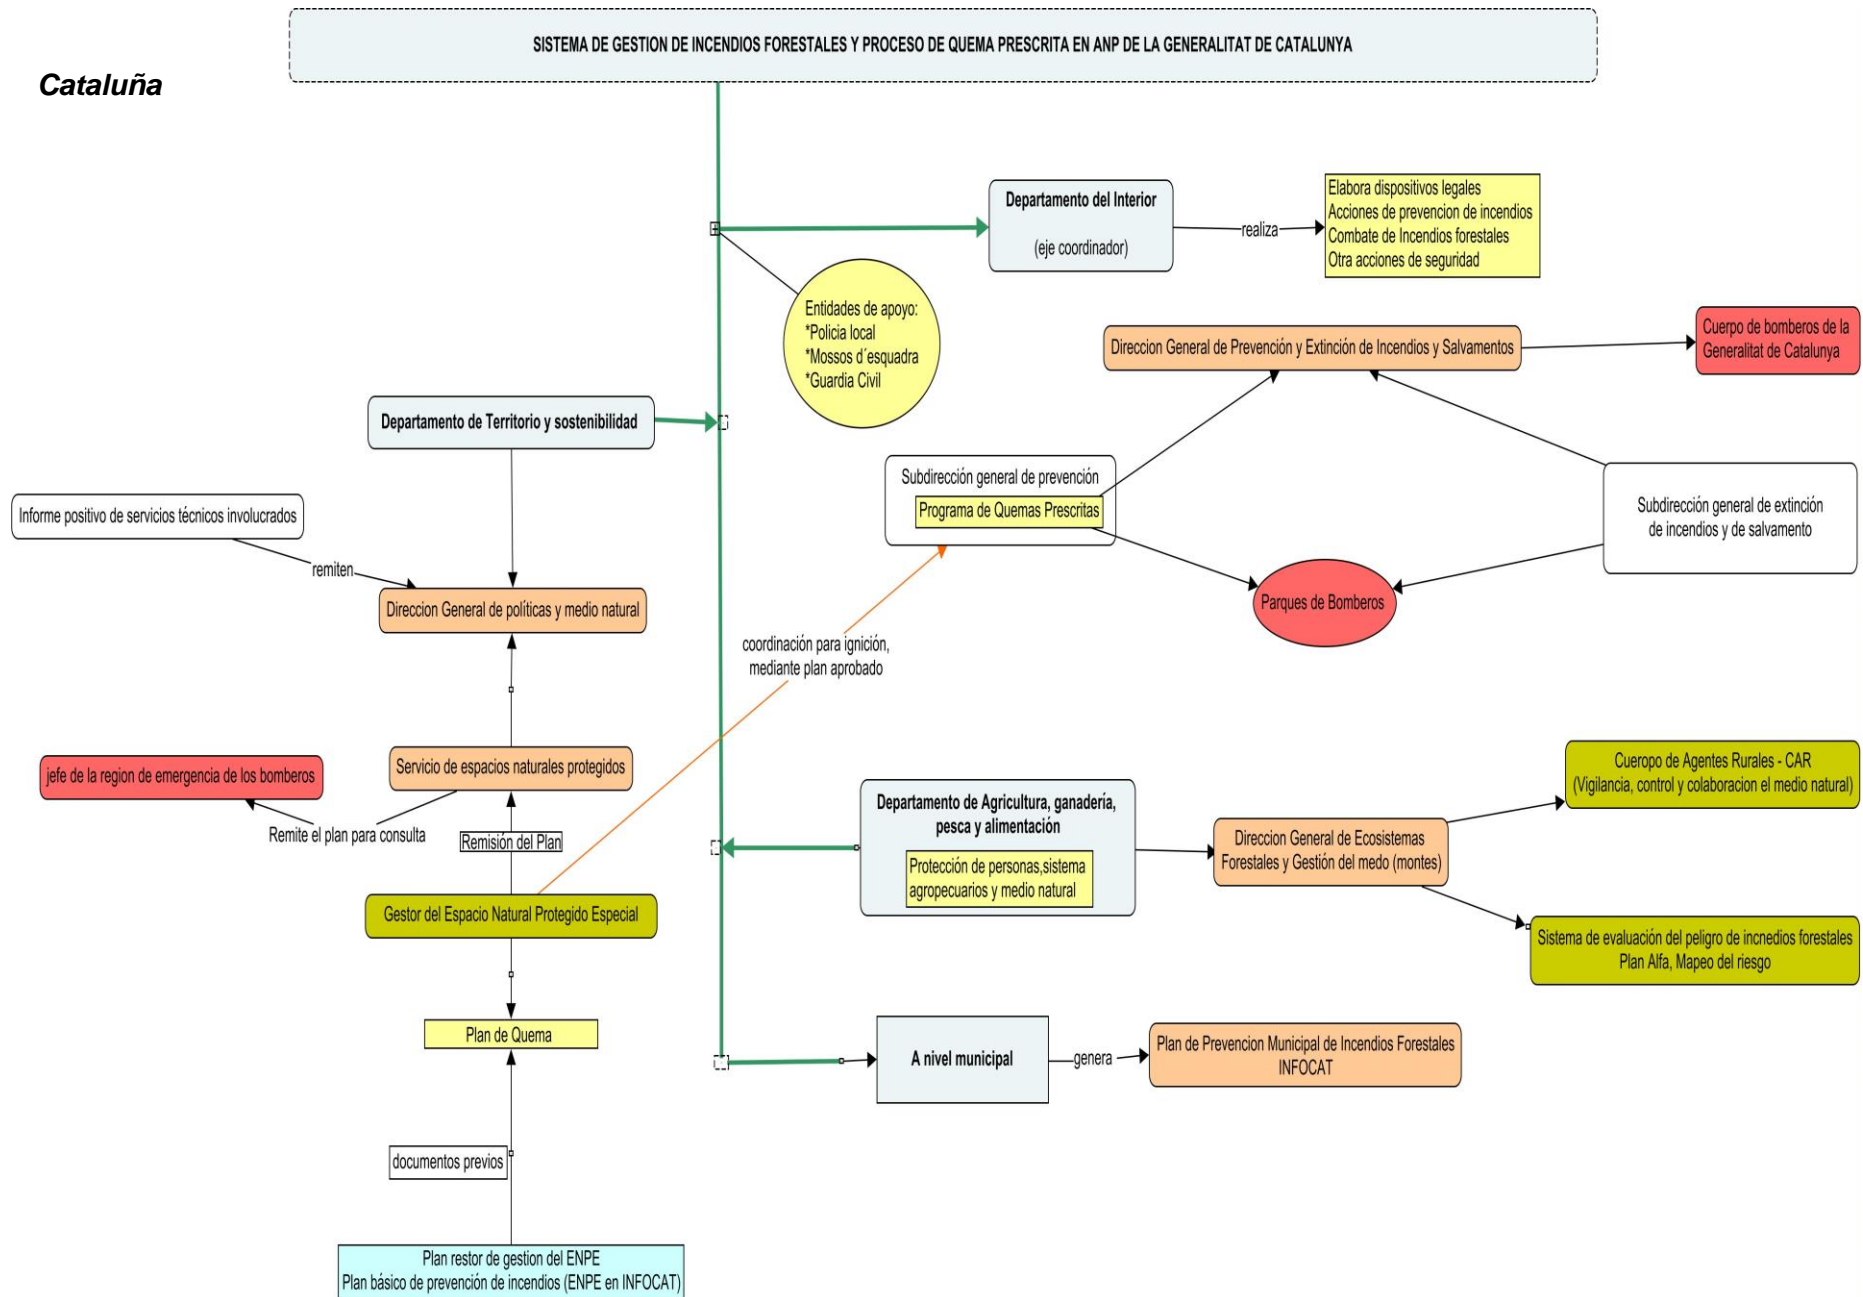 SISTEMA DE GESTION DE INCENDIOS FORESTALES Y PROCESO DE QUEMA PRESCRITA EN ANP DE LA GENERALITAT DE CATALUNYA
Cataluña
Departamento del Interior
(eje coordinador)
realiza
Elabora dispositivos legales
Acciones de prevencion de incendios
Combate de Incendios forestales
Otra acciones de seguridad
Entidades de apoyo:
*Policia local
*Mossos d´esquadra
*Guardia Civil
Direccion General de Prevención y Extinción de Incendios y Salvamentos
Cuerpo de bomberos de la
Generalitat de Catalunya
Departamento de Territorio y sostenibilidad
Subdirección general de prevención
Programa de Quemas Prescritas
Subdirección general de extinción
de incendios y de salvamento
Informe positivo de servicios técnicos involucrados
remiten
Direccion General de políticas y medio natural
Parques de Bomberos
coordinación para ignición,
mediante plan aprobado
jefe de la region de emergencia de los bomberos
Servicio de espacios naturales protegidos
Remite el plan para consulta
Remisión del Plan
Departamento de Agricultura, ganadería,
pesca y alimentación
Protección de personas,sistema
agropecuarios y medio natural
Direccion General de Ecosistemas
Forestales y Gestión del medo (montes)
Cueropo de Agentes Rurales - CAR
(Vigilancia, control y colaboracion el medio natural)
Sistema de evaluación del peligro de incnedios forestales
Plan Alfa, Mapeo del riesgo
Gestor del Espacio Natural Protegido Especial
Plan de Quema
A nivel municipal
genera
Plan de Prevencion Municipal de Incendios Forestales
INFOCAT
documentos previos
Plan restor de gestion del ENPE
Plan básico de prevención de incendios (ENPE en INFOCAT)